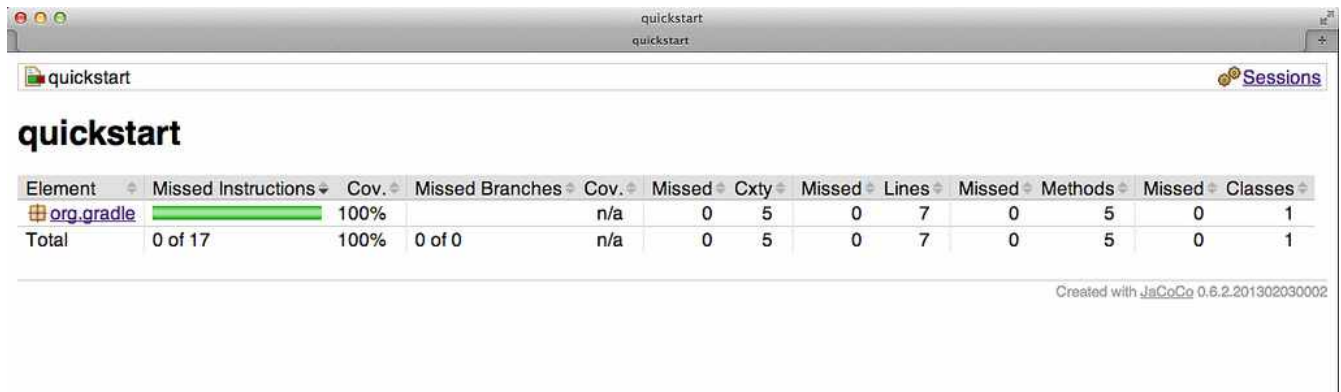 quickstart
quickstart
quickstart Sessions
quickstart
Element Missed Instructions Cov. Missed Branches Cov. Missed Cxty Missed Lines Missed Methods Missed Classes
org.gradle 100% n/a 0 5 0 7 0 5 0 1
Total 0 of 17 100% 0 of 0 n/a 0 5 0 7 0 5 0 1
Created with JaCoCo 0.6.2.201302030002